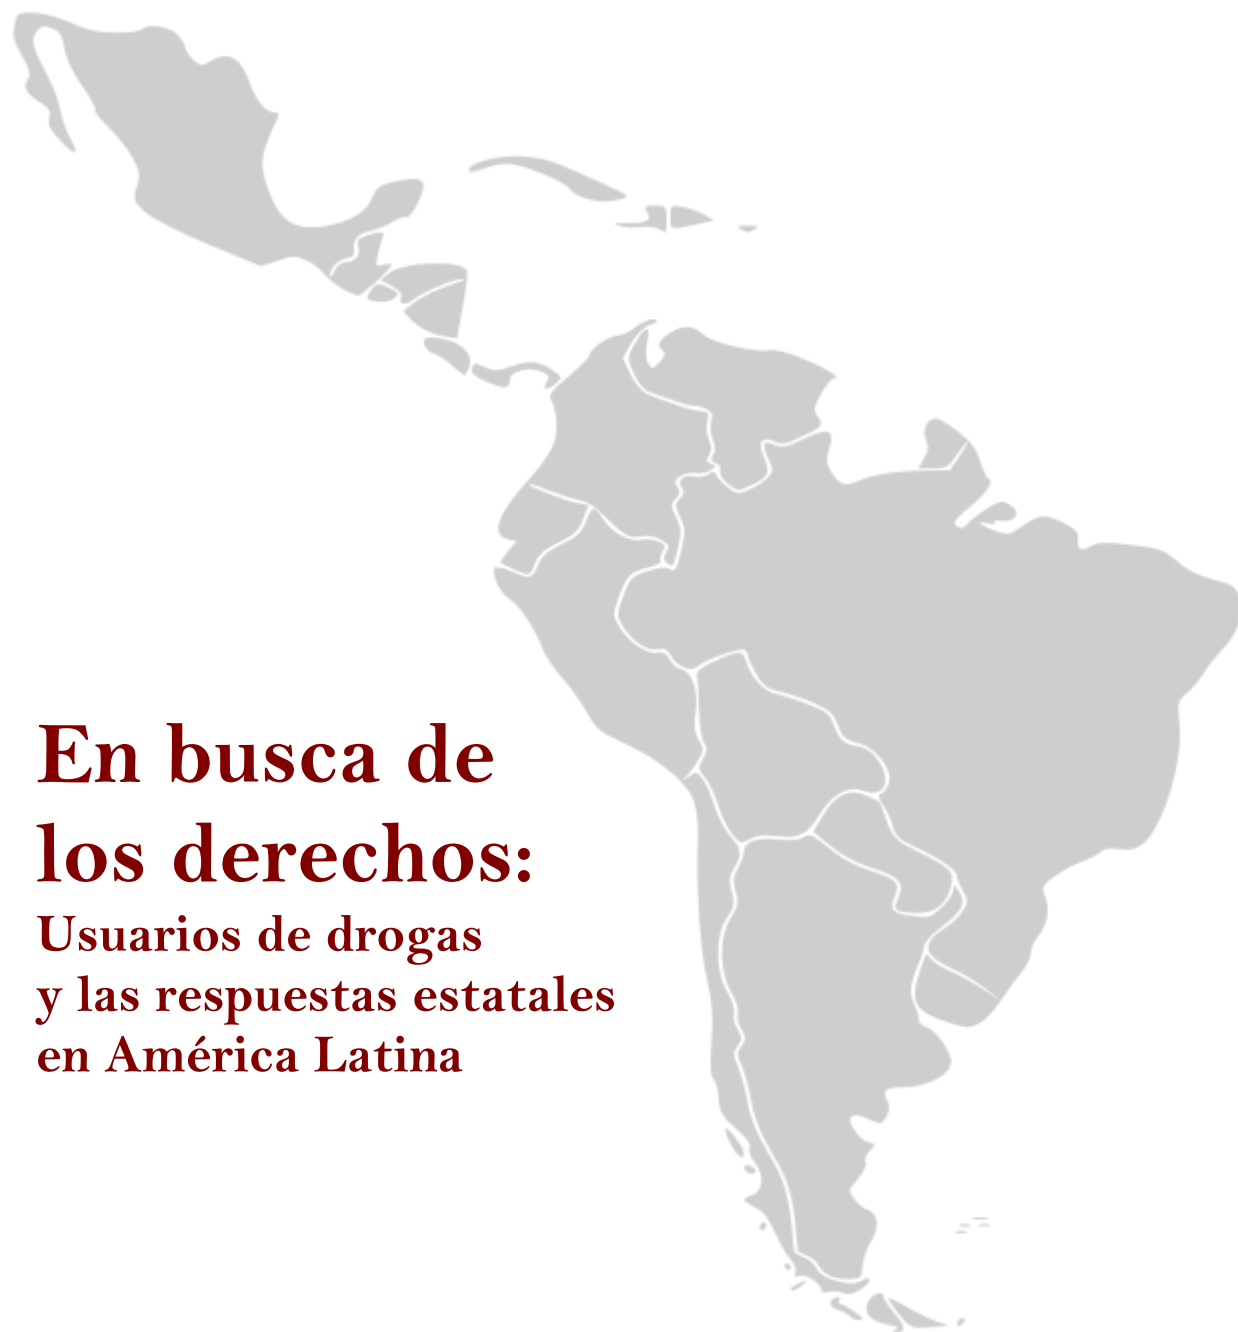 En busca de
los derechos:
Usuarios de drogas
y las respuestas estatales
en América Latina